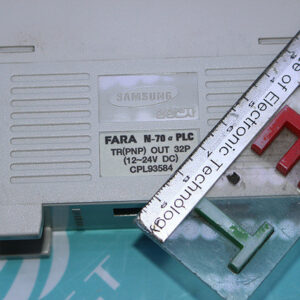 SAMSUNG
FARA N-70 α PLC
TR(PNP) OUT 32P
(12-24V DC)
CPL93584
e of Electronic Technology